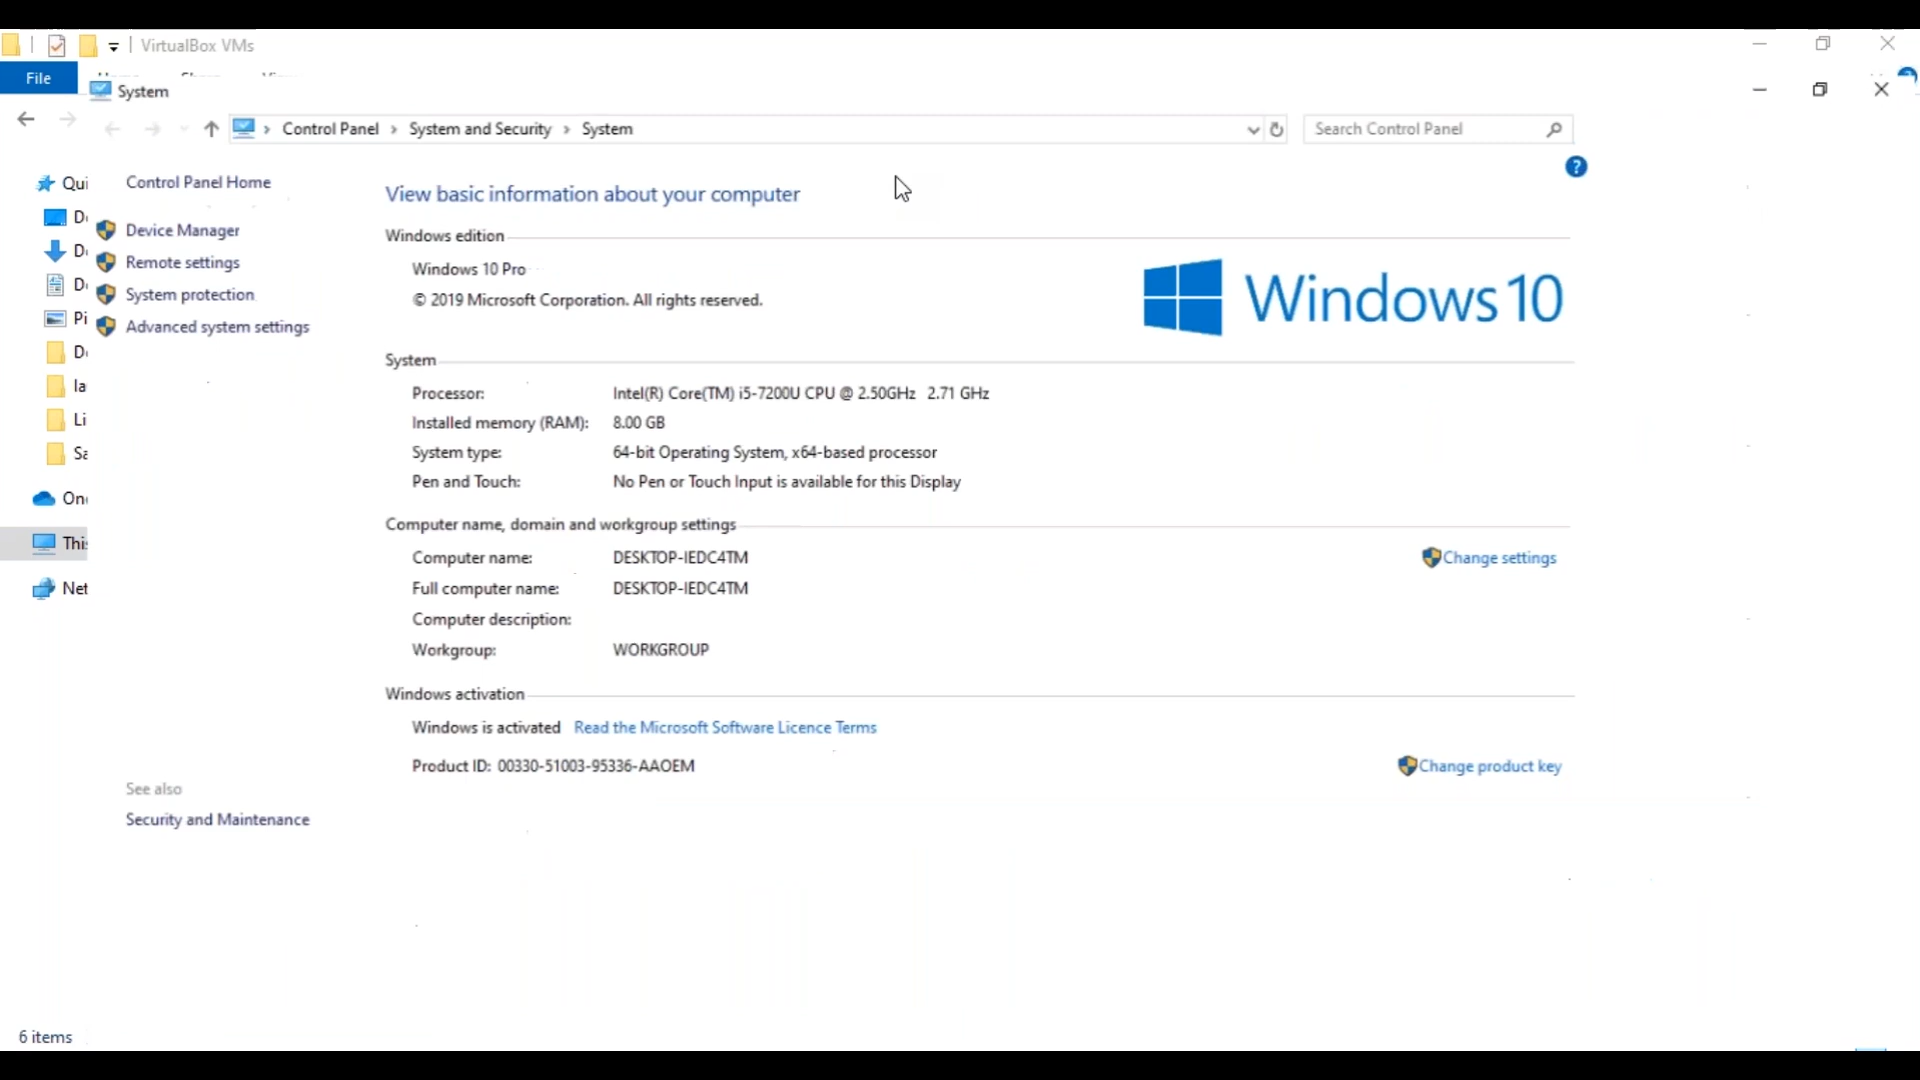 VirtualBox VMs
File
System
Control Panel > System and Security > System
Search Control Panel
Control Panel Home
Device Manager
Remote settings
System protection
Advanced system settings
See also
Security and Maintenance
View basic information about your computer
Windows edition
Windows 10 Pro
© 2019 Microsoft Corporation. All rights reserved.
Windows 10
System
Processor: Intel(R) Core(TM) i5-7200U CPU @ 2.50GHz 2.71 GHz
Installed memory (RAM): 8.00 GB
System type: 64-bit Operating System, x64-based processor
Pen and Touch: No Pen or Touch Input is available for this Display
Computer name, domain and workgroup settings
Computer name: DESKTOP-IEDC4TM
Change settings
Full computer name: DESKTOP-IEDC4TM
Computer description:
Workgroup: WORKGROUP
Windows activation
Windows is activated Read the Microsoft Software Licence Terms
Product ID: 00330-51003-95336-AAOEM
Change product key
Qui
Pi
la
Li
Sa
Net
6 items